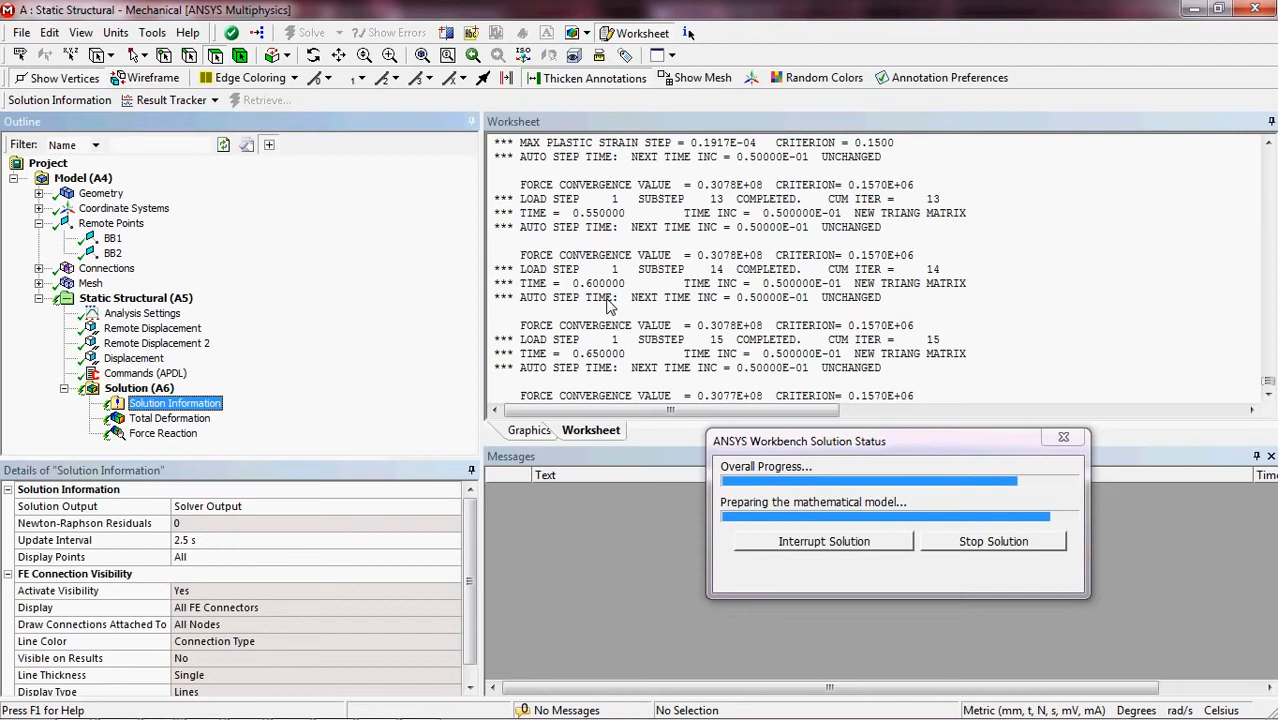 A : Static Structural - Mechanical [ANSYS Multiphysics]
File Edit View Units Tools Help Solve ? Show Errors Worksheet i
Show Vertices Wireframe Edge Coloring Thicken Annotations Show Mesh Random Colors Annotation Preferences
Solution Information Result Tracker Retrieve...
Outline
Filter: Name
Project
Model (A4)
Geometry
Coordinate Systems
Remote Points
BB1
BB2
Connections
Mesh
Static Structural (A5)
Analysis Settings
Remote Displacement
Remote Displacement 2
Displacement
Commands (APDL)
Solution (A6)
Solution Information
Total Deformation
Force Reaction
Details of "Solution Information"
Solution Information
Solution Output Solver Output
Newton-Raphson Residuals 0
Update Interval 2.5 s
Display Points All
FE Connection Visibility
Activate Visibility Yes
Display All FE Connectors
Draw Connections Attached To All Nodes
Line Color Connection Type
Visible on Results No
Line Thickness Single
Display Type Lines
Worksheet
*** MAX PLASTIC STRAIN STEP = 0.1917E-04 CRITERION = 0.1500
*** AUTO STEP TIME: NEXT TIME INC = 0.50000E-01 UNCHANGED
FORCE CONVERGENCE VALUE = 0.3078E+08 CRITERION= 0.1570E+06
*** LOAD STEP 1 SUBSTEP 13 COMPLETED. CUM ITER = 13
*** TIME = 0.550000 TIME INC = 0.500000E-01 NEW TRIANG MATRIX
*** AUTO STEP TIME: NEXT TIME INC = 0.50000E-01 UNCHANGED
FORCE CONVERGENCE VALUE = 0.3078E+08 CRITERION= 0.1570E+06
*** LOAD STEP 1 SUBSTEP 14 COMPLETED. CUM ITER = 14
*** TIME = 0.600000 TIME INC = 0.500000E-01 NEW TRIANG MATRIX
*** AUTO STEP TIME: NEXT TIME INC = 0.50000E-01 UNCHANGED
FORCE CONVERGENCE VALUE = 0.3078E+08 CRITERION= 0.1570E+06
*** LOAD STEP 1 SUBSTEP 15 COMPLETED. CUM ITER = 15
*** TIME = 0.650000 TIME INC = 0.500000E-01 NEW TRIANG MATRIX
*** AUTO STEP TIME: NEXT TIME INC = 0.50000E-01 UNCHANGED
FORCE CONVERGENCE VALUE = 0.3077E+08 CRITERION= 0.1570E+06
Graphics Worksheet
Messages
Text Time
ANSYS Workbench Solution Status
Overall Progress...
Preparing the mathematical model...
Interrupt Solution Stop Solution
Press F1 for Help 0 No Messages No Selection Metric (mm, t, N, s, mV, mA) Degrees rad/s Celsius